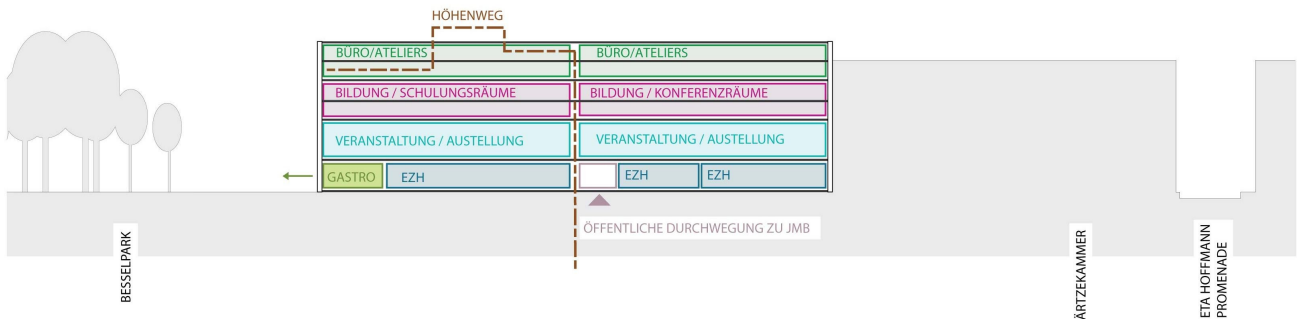 HÖHENWEG
BÜRO/ATELIERS
BÜRO/ATELIERS
BILDUNG / SCHULUNGSRÄUME
BILDUNG / KONFERENZRÄUME
VERANSTALTUNG / AUSTELLUNG
VERANSTALTUNG / AUSTELLUNG
GASTRO
EZH
EZH
EZH
ÖFFENTLICHE DURCHWEGUNG ZU JMB
BESSELPARK
ÄRTZEKAMMER
ETA HOFFMANN
PROMENADE